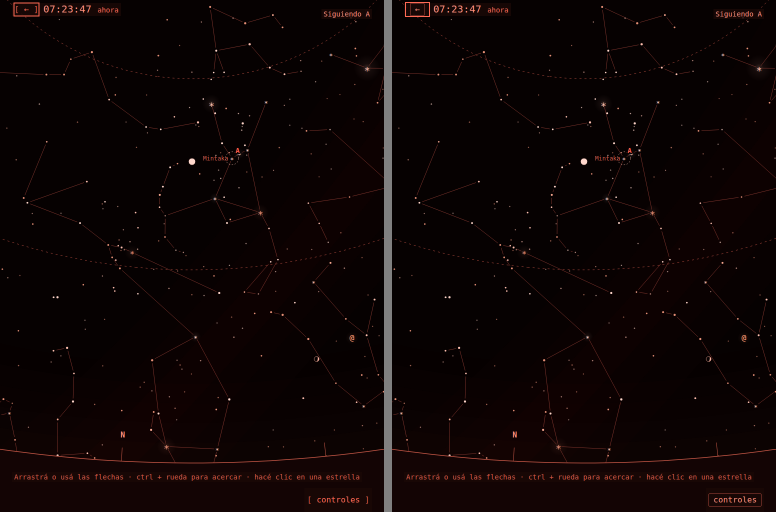 [ ← ] 07:23:47 ahora
Siguiendo A
A
Mintaka
@
N
Arrastrá o usá las flechas · ctrl + rueda para acercar · hacé clic en una estrella
[ controles ]
← 07:23:47 ahora
Siguiendo A
A
Mintaka
@
N
Arrastrá o usá las flechas · ctrl + rueda para acercar · hacé clic en una estrella
controles